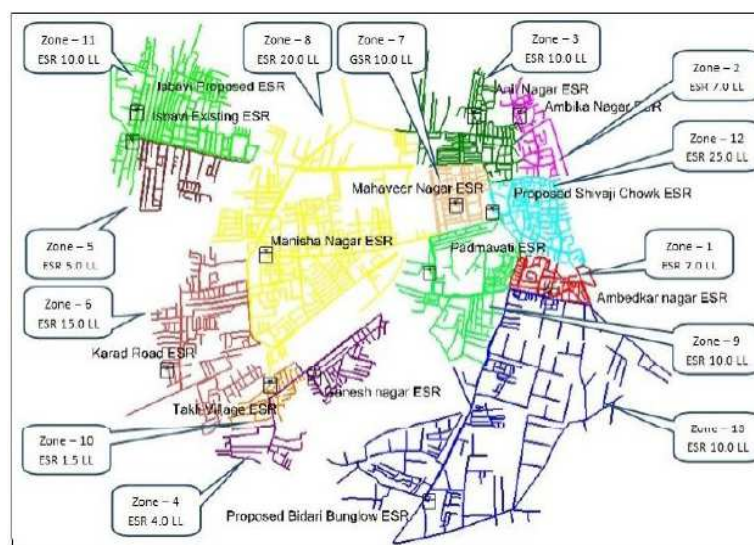 Zone – 11
ESR 10.0 LL
Zone – 8
ESR 20.0 LL
Zone – 7
GSR 10.0 LL
Zone – 3
ESR 10.0 LL
Zone – 2
ESR 7.0 LL
Isbavi Proposed ESR
Isbavi Existing ESR
Anil Nagar ESR
Ambika Nagar ESR
Zone – 12
ESR 25.0 LL
Mahaveer Nagar ESR
Proposed Shivaji Chowk ESR
Zone – 5
ESR 5.0 LL
Manisha Nagar ESR
Padmavati ESR
Zone – 1
ESR 7.0 LL
Ambedkar nagar ESR
Zone – 6
ESR 15.0 LL
Karad Road ESR
Zone – 9
ESR 10.0 LL
Ganesh nagar ESR
Takli Village ESR
Zone – 10
ESR 1.5 LL
Zone – 13
ESR 10.0 LL
Zone – 4
ESR 4.0 LL
Proposed Bidari Bunglow ESR